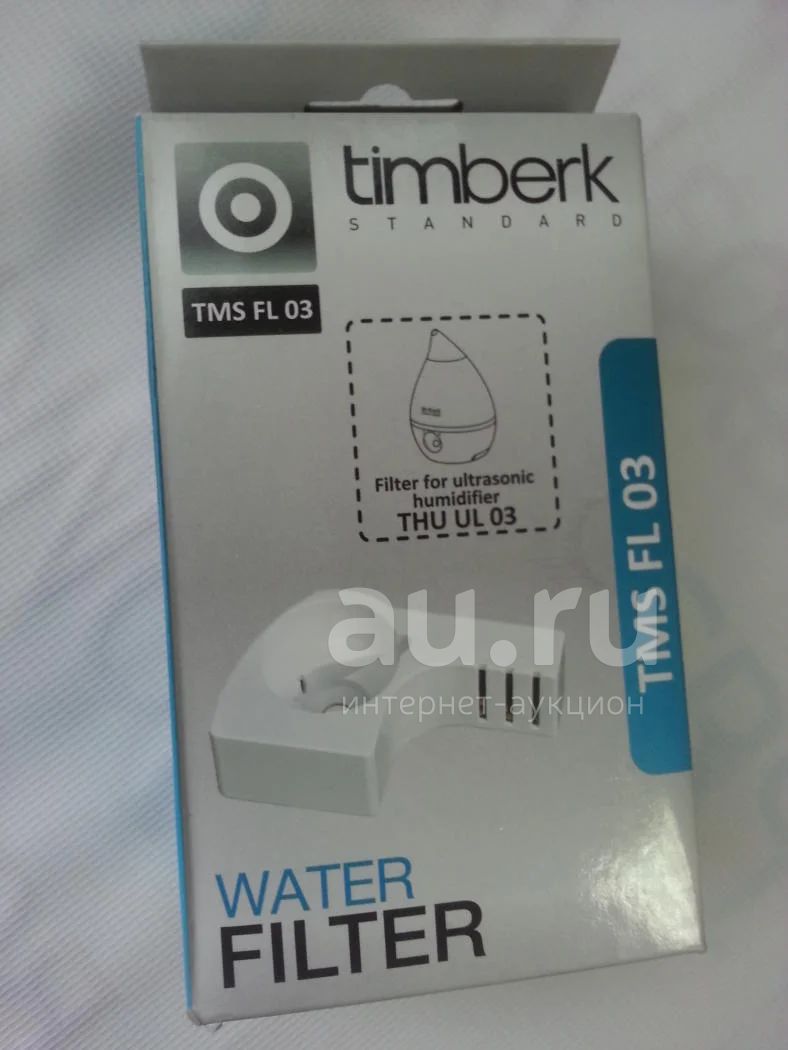 timberk
STANDARD
TMS FL 03
Filter for ultrasonic
humidifier
THU UL 03
TMS FL 03
au.ru
интернет-аукцион
WATER
FILTER